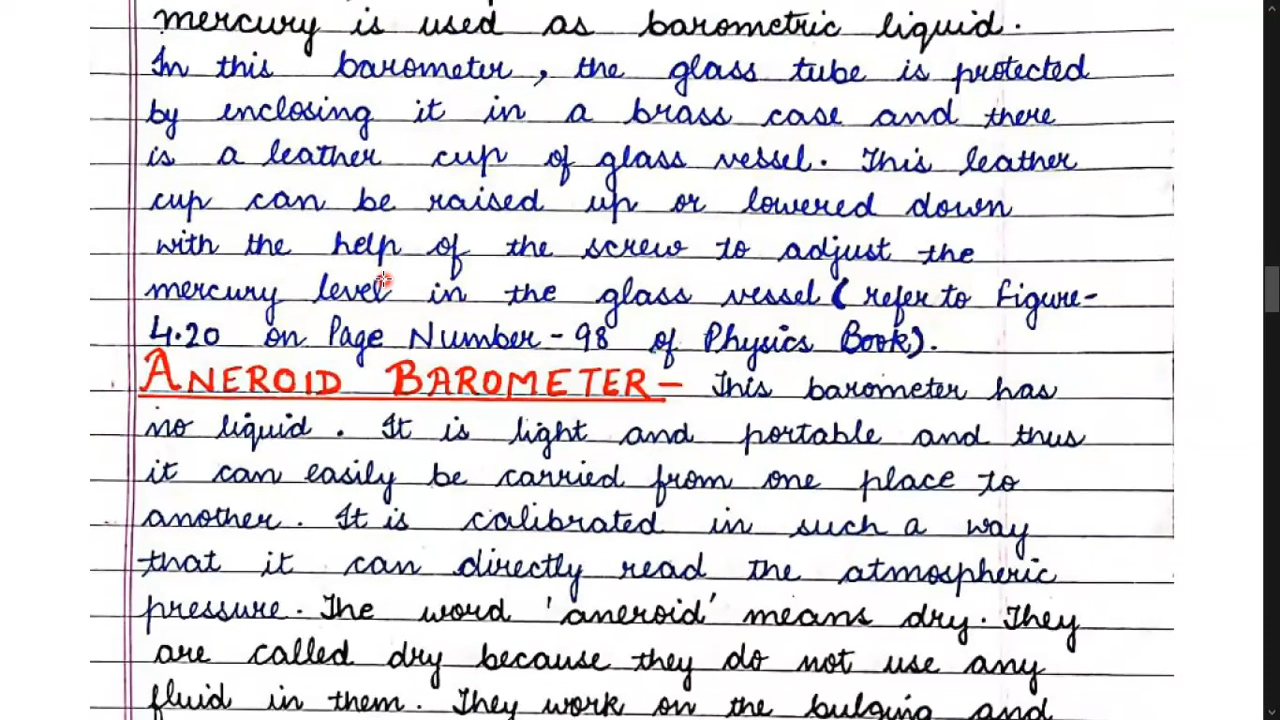 mercury is used as barometric liquid.
In this barometer, the glass tube is protected
by enclosing it in a brass case and there
is a leather cup of glass vessel. This leather
cup can be raised up or lowered down
with the help of the screw to adjust the
mercury level in the glass vessel (refer to Figure-
4.20 on Page Number - 98 of Physics Book).
ANEROID BAROMETER- This barometer has
no liquid. It is light and portable and thus
it can easily be carried from one place to
another. It is calibrated in such a way
that it can directly read the atmospheric
pressure. The word 'aneroid' means dry. They
are called dry because they do not use any
fluid in them. They work on the bulging and